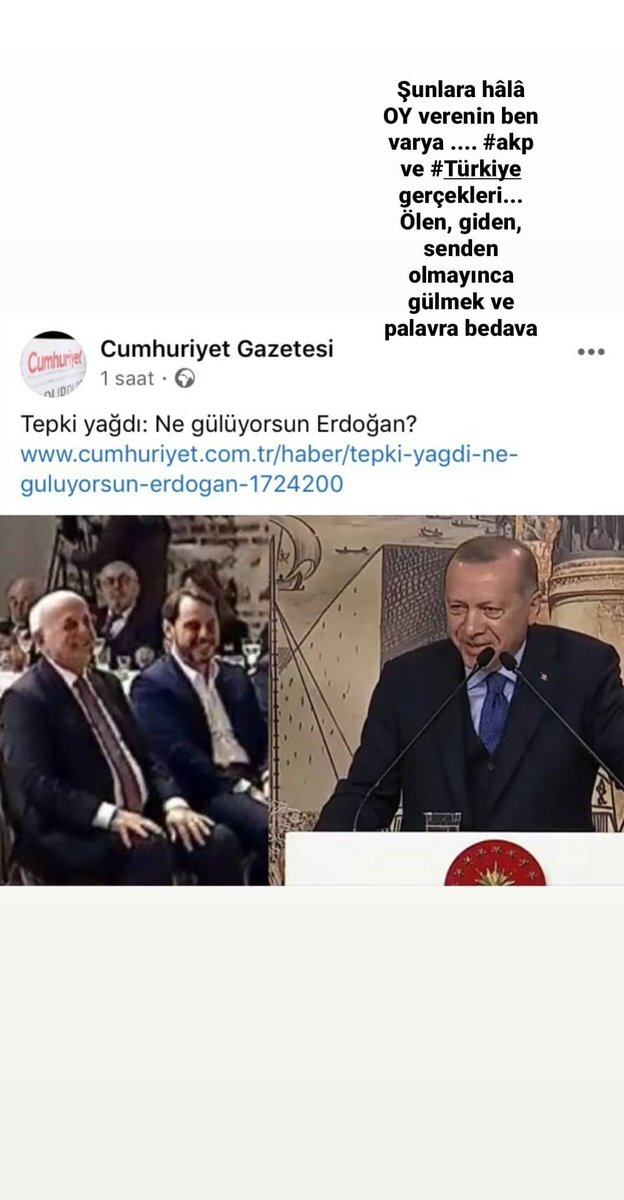 Şunlara hâlâ
OY verenin ben
varya .... #akp
ve #Türkiye
gerçekleri...
Ölen, giden,
senden
olmayınca
gülmek ve
palavra bedava
Cumhuriyet
Cumhuriyet Gazetesi
1 saat ·
Tepki yağdı: Ne gülüyorsun Erdoğan?
www.cumhuriyet.com.tr/haber/tepki-yagdi-ne-
guluyorsun-erdogan-1724200